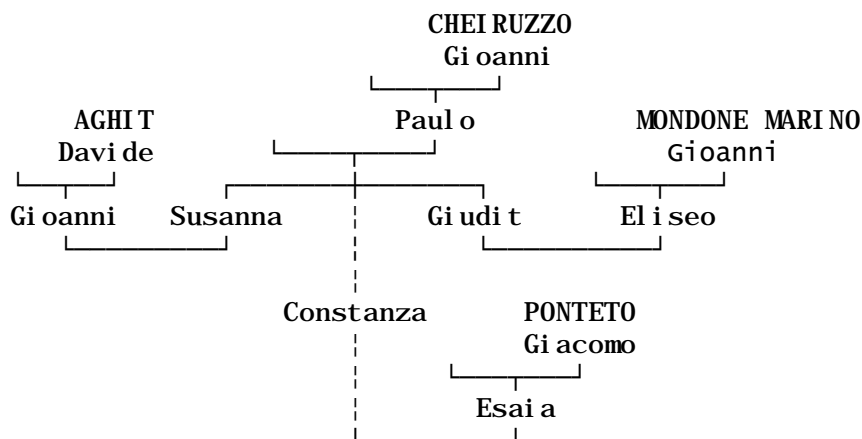 CHEIRUZZO
Gioanni
AGHIT Paulo MONDONE MARINO
Davide Gioanni
Gioanni Susanna Giudit Eliseo
Constanza PONTETO
Giacomo
Esaia